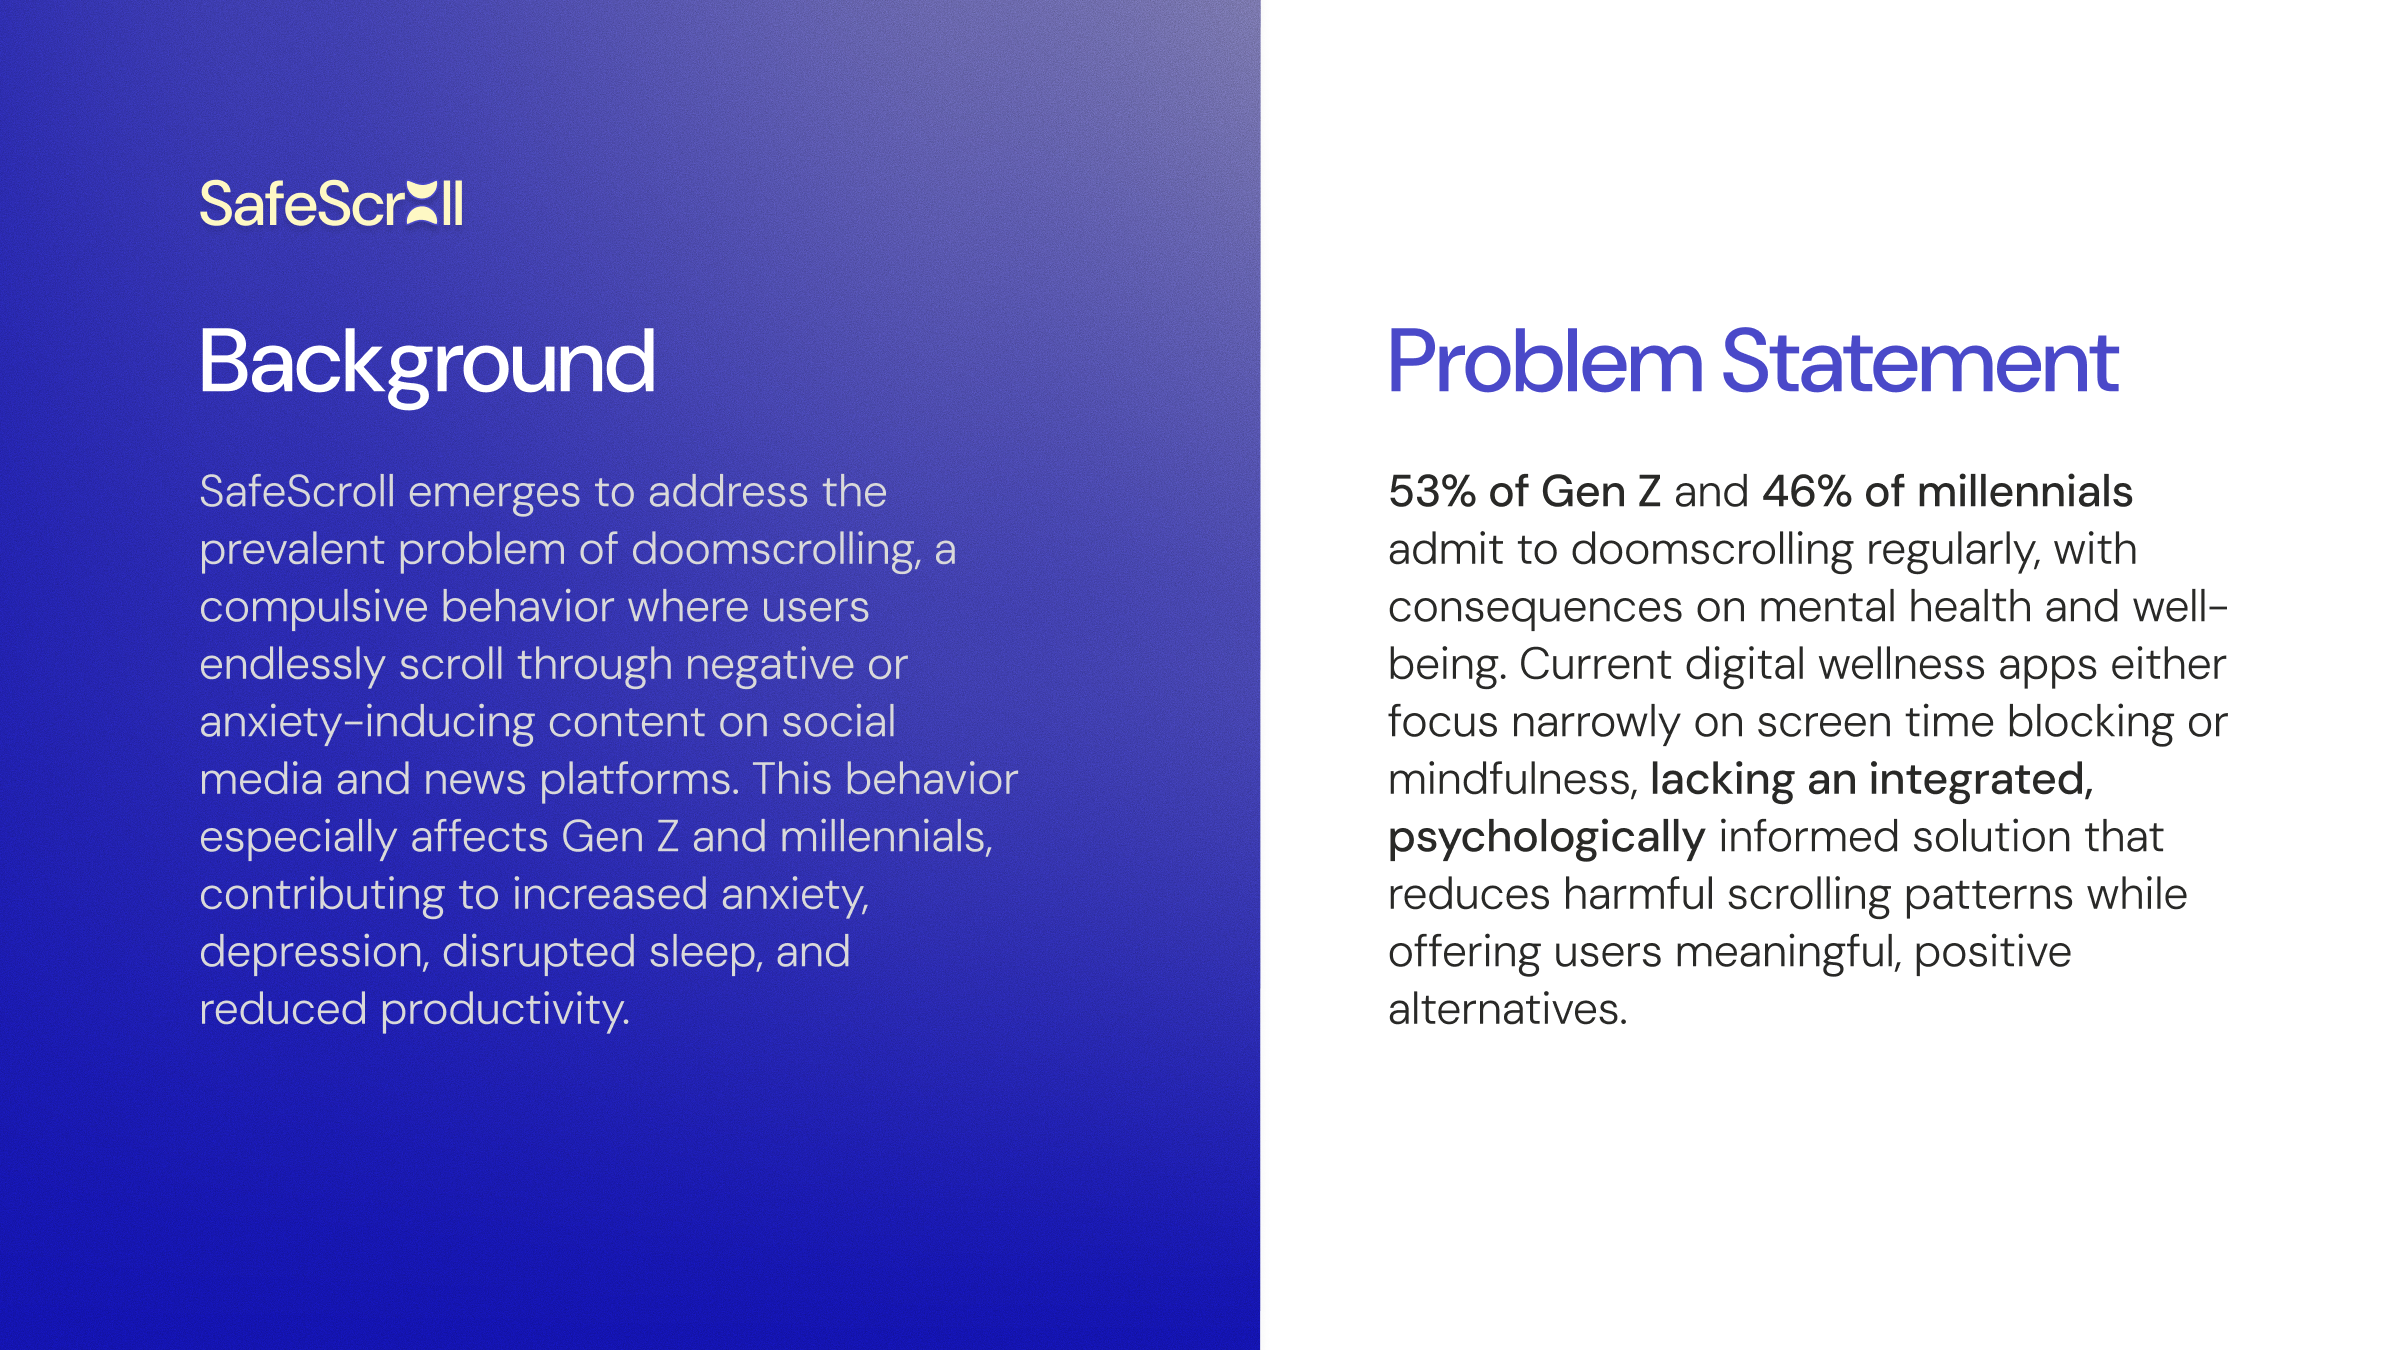 SafeScroll
Background
SafeScroll emerges to address the
prevalent problem of doomscrolling, a
compulsive behavior where users
endlessly scroll through negative or
anxiety-inducing content on social
media and news platforms. This behavior
especially affects Gen Z and millennials,
contributing to increased anxiety,
depression, disrupted sleep, and
reduced productivity.
Problem Statement
53% of Gen Z and 46% of millennials
admit to doomscrolling regularly, with
consequences on mental health and well-
being. Current digital wellness apps either
focus narrowly on screen time blocking or
mindfulness, lacking an integrated,
psychologically informed solution that
reduces harmful scrolling patterns while
offering users meaningful, positive
alternatives.